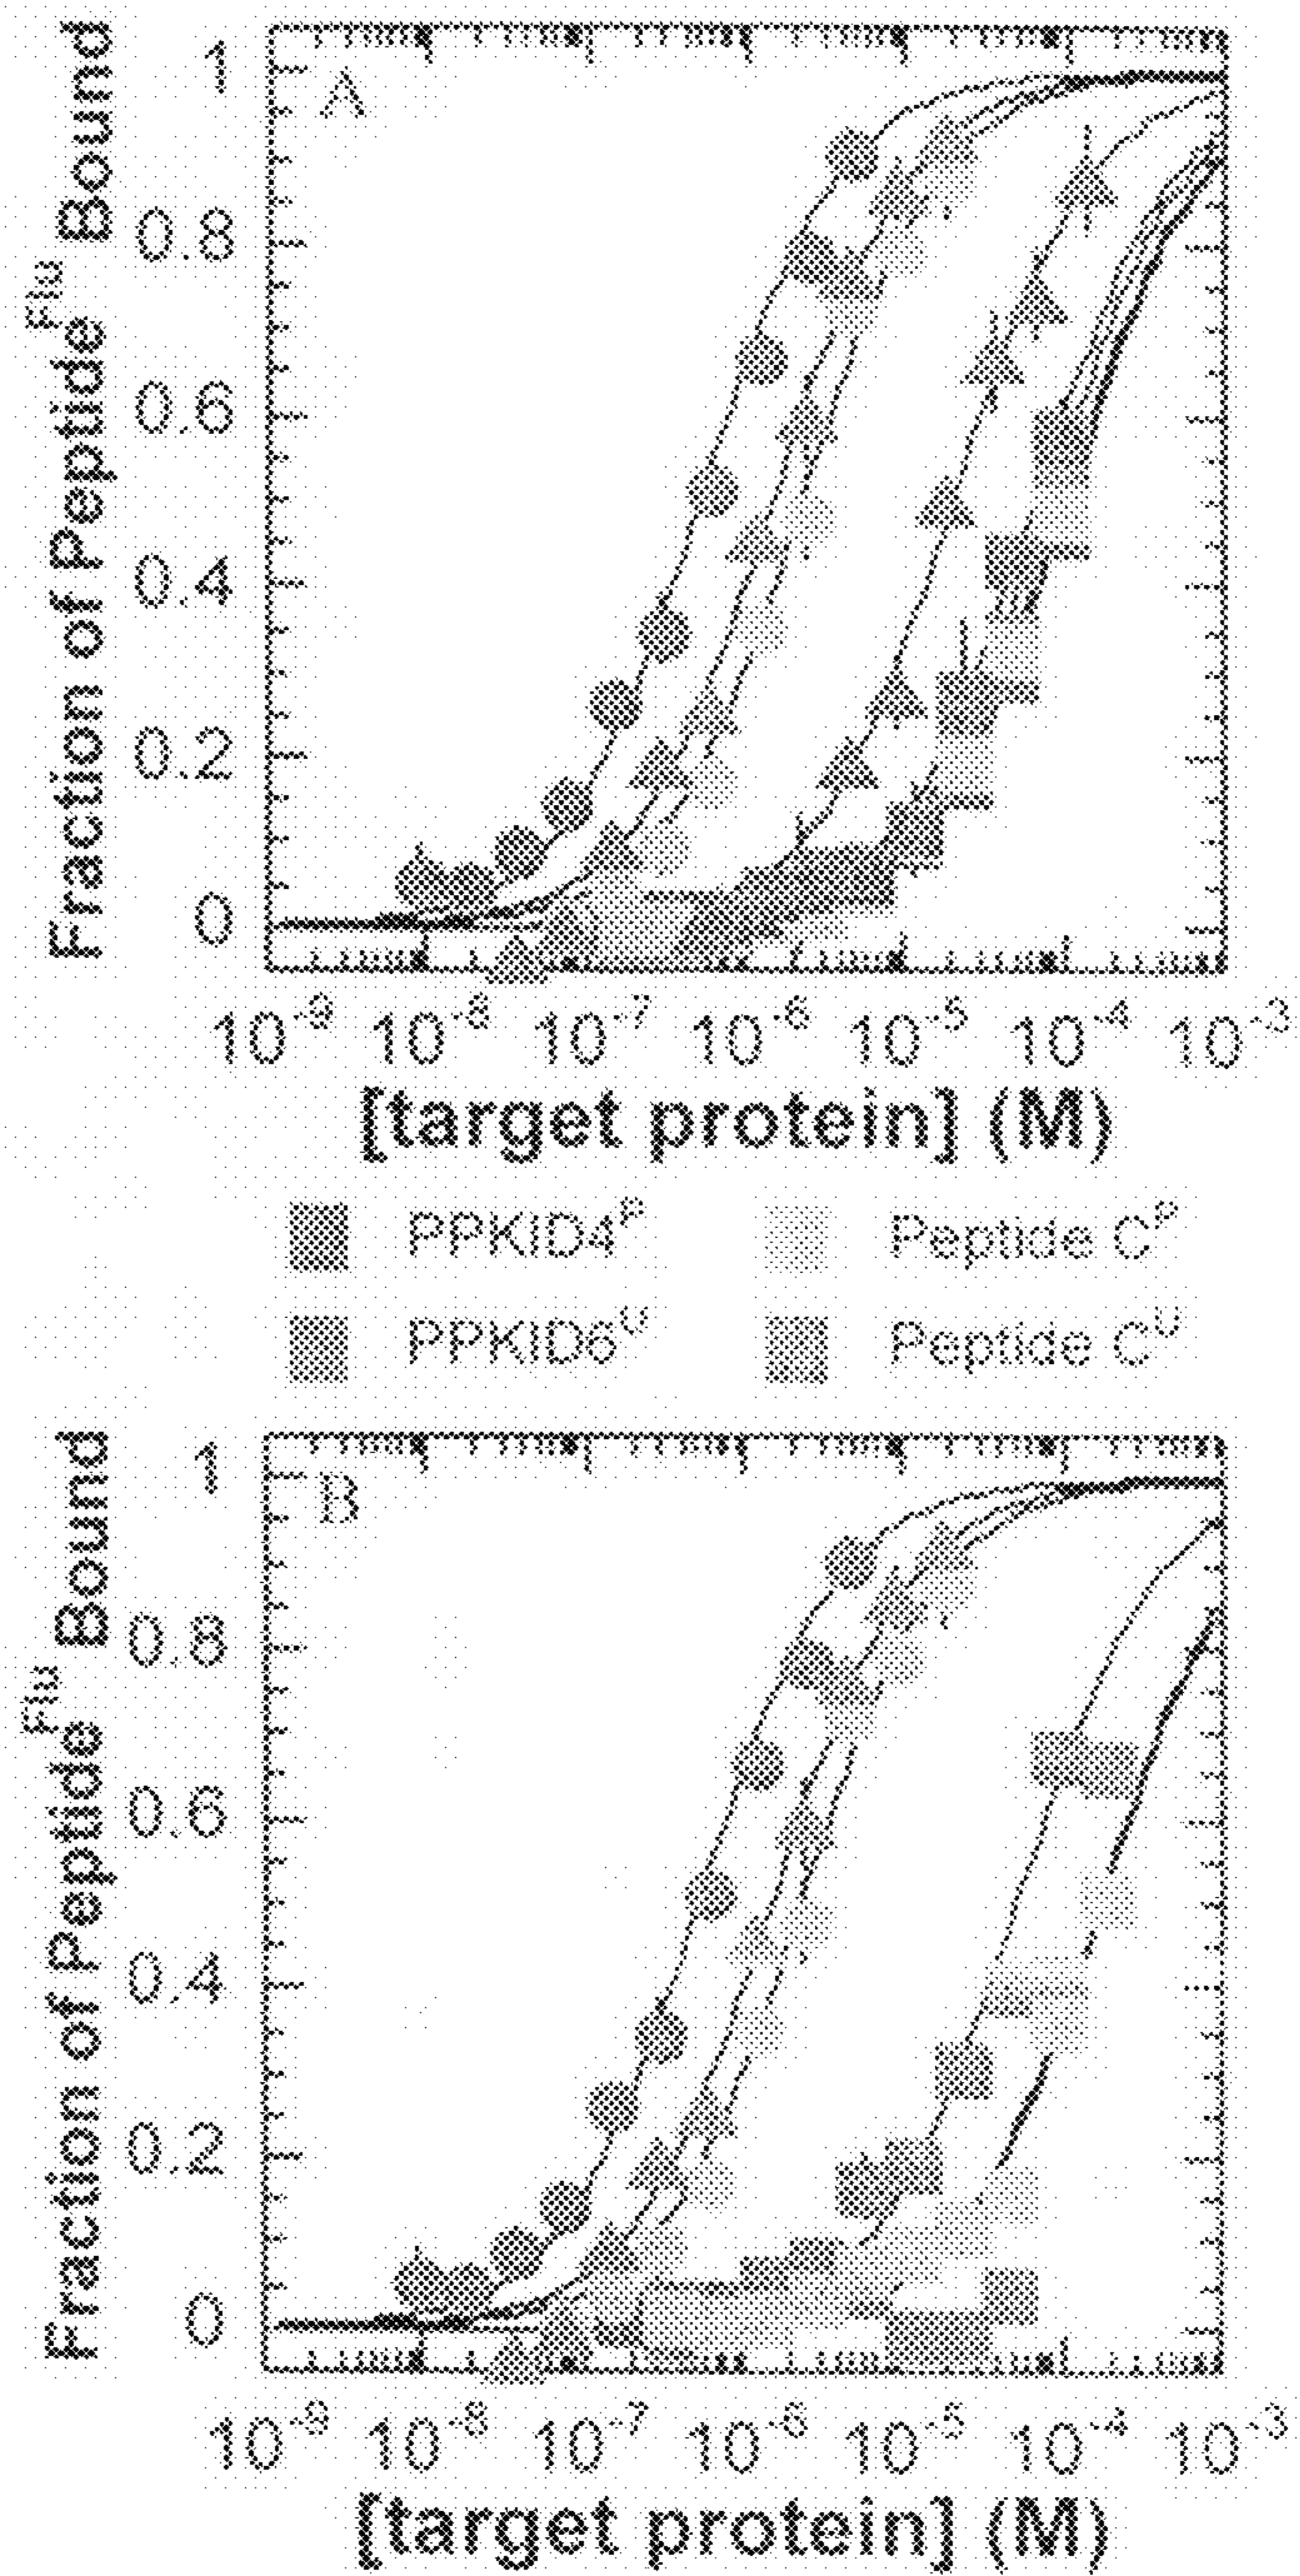 Fraction of Peptide^Flu Bound
1
A
0.8
0.6
0.4
0.2
0
10^-9 10^-8 10^-7 10^-6 10^-5 10^-4 10^-3
[target protein] (M)
PPKID4^P Peptide C^P
PPKID6^U Peptide C^U
Fraction of Peptide^Flu Bound
1
B
0.8
0.6
0.4
0.2
0
10^-9 10^-8 10^-7 10^-6 10^-5 10^-4 10^-3
[target protein] (M)